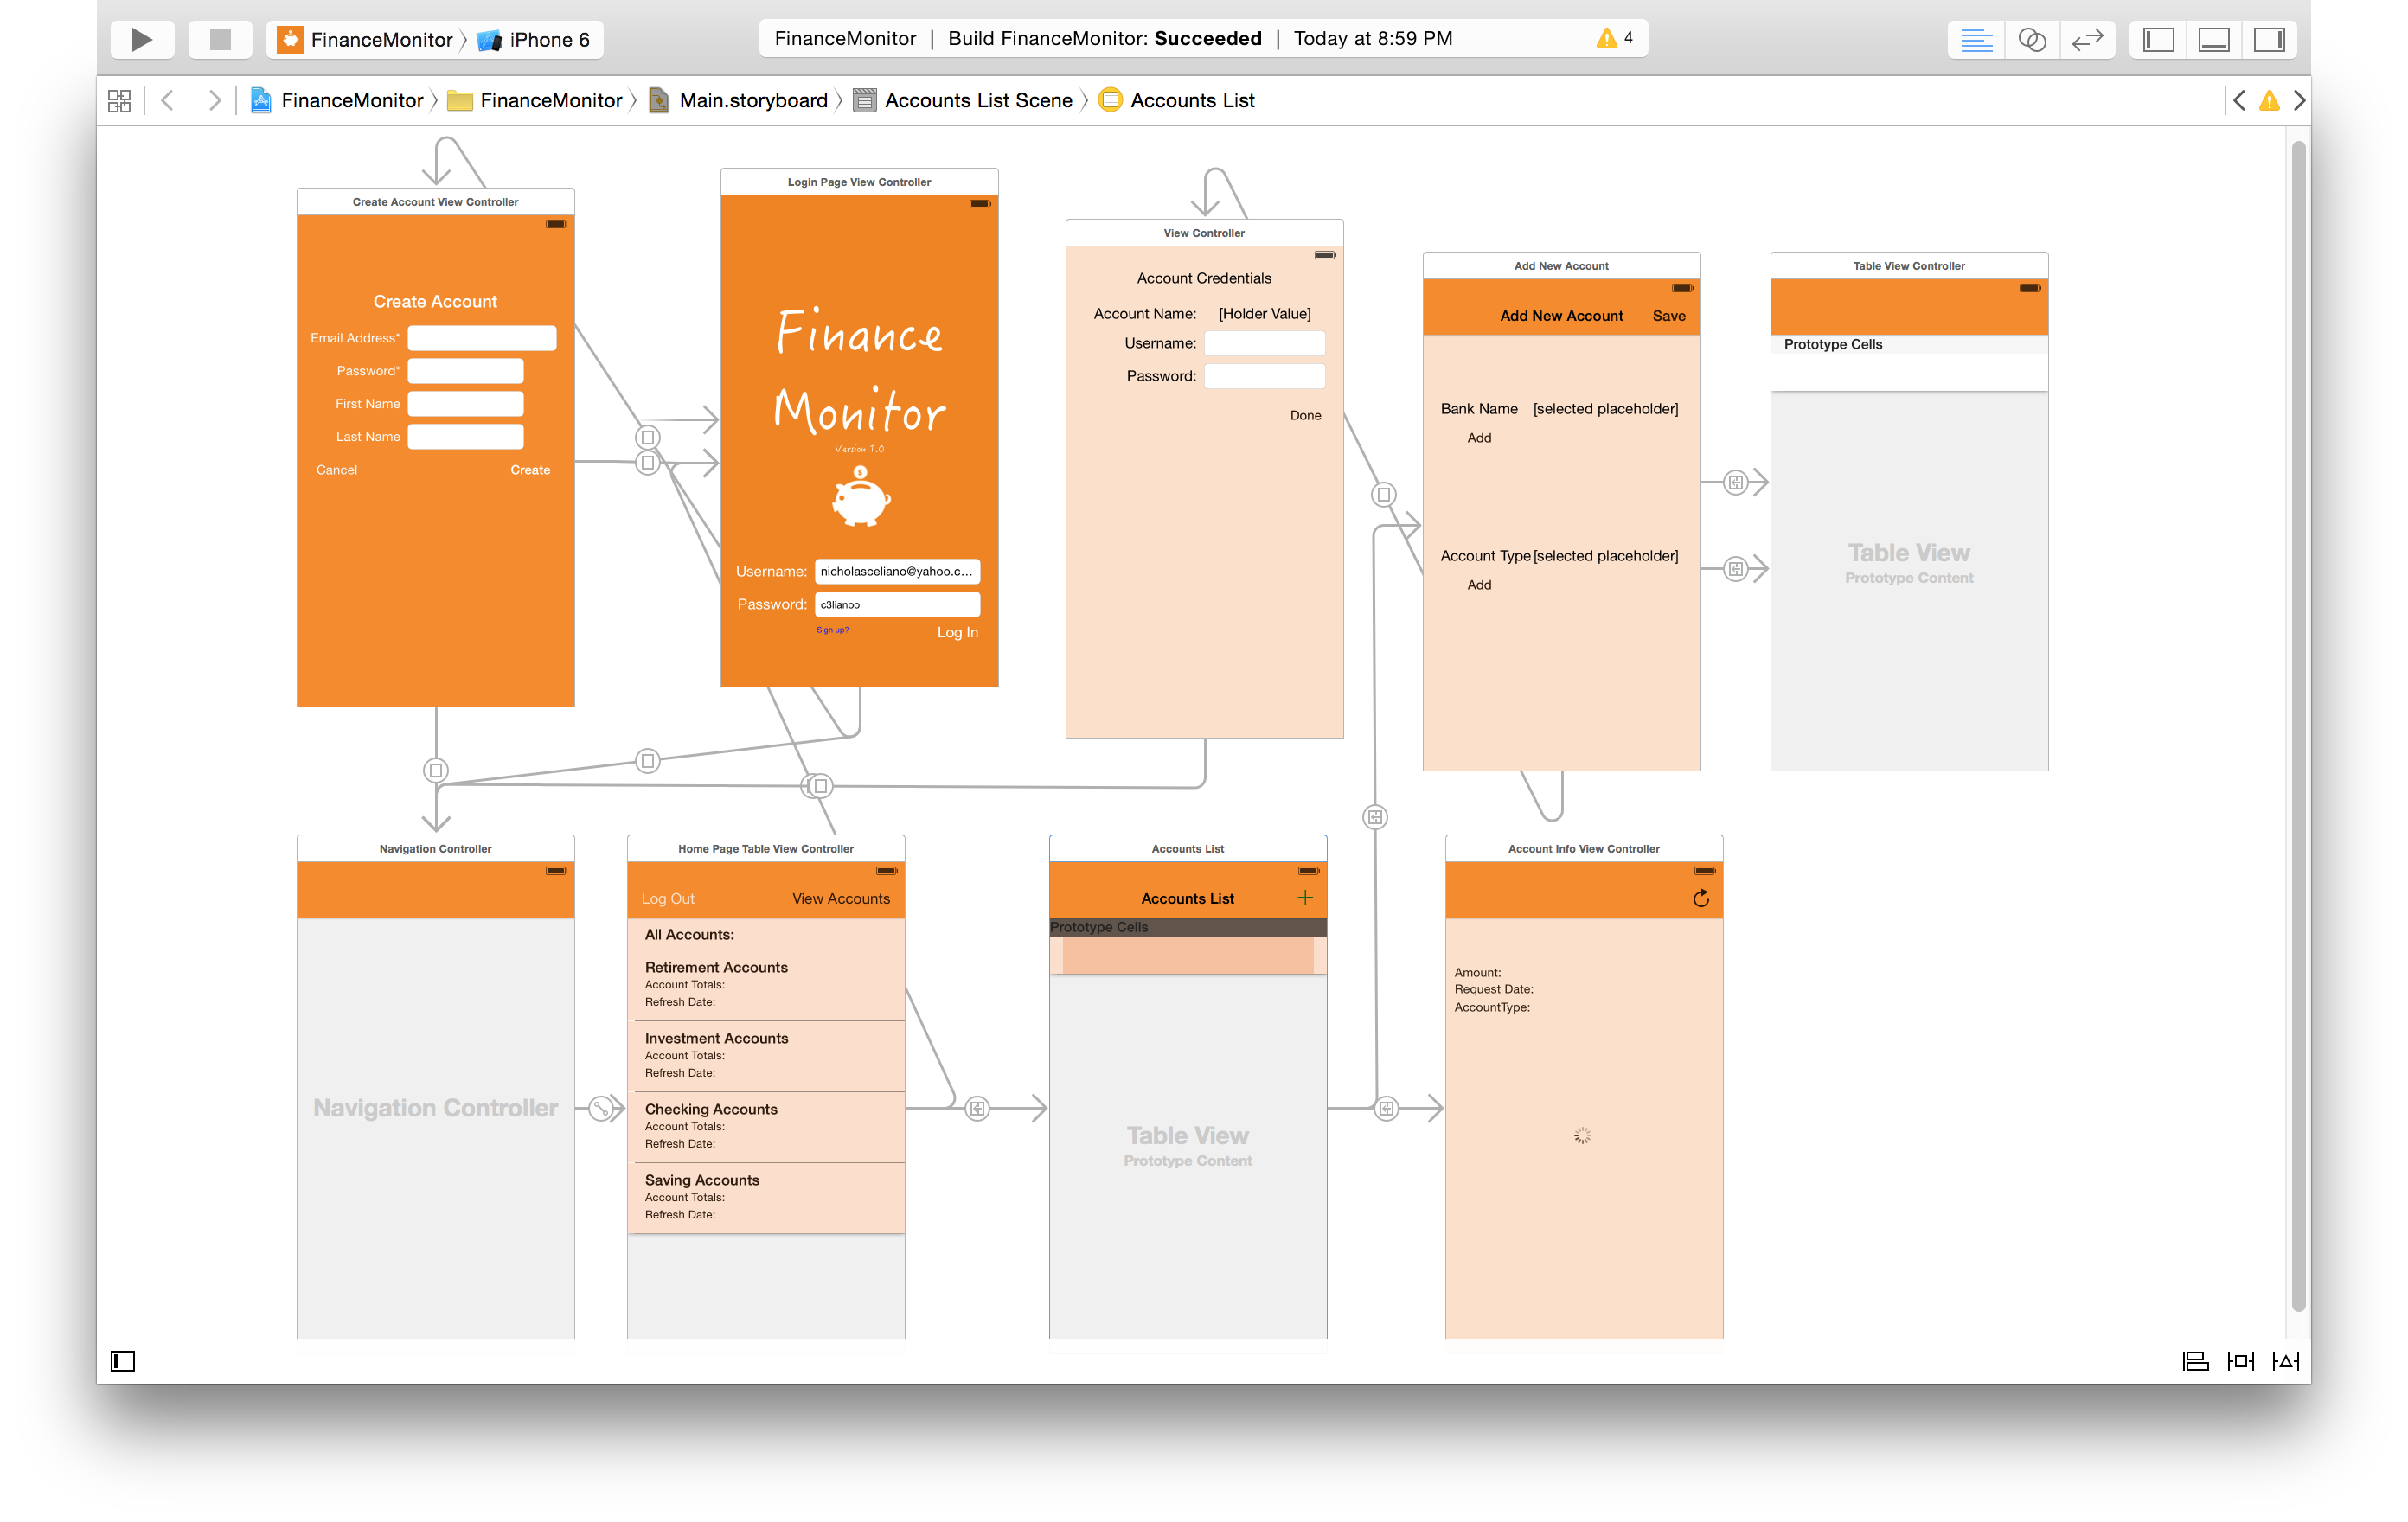 FinanceMonitor
iPhone 6
FinanceMonitor | Build FinanceMonitor: Succeeded | Today at 8:59 PM
4
FinanceMonitor
FinanceMonitor
Main.storyboard
Accounts List Scene
Accounts List
Create Account View Controller
Create Account
Email Address*
Password*
First Name
Last Name
Cancel
Create
Login Page View Controller
Finance
Monitor
Version 1.0
$
Username: nicholasceliano@yahoo.c...
Password: c3lianoo
Sign up?
Log In
View Controller
Account Credentials
Account Name: [Holder Value]
Username:
Password:
Done
Add New Account
Add New Account
Save
Bank Name [selected placeholder]
Add
Account Type [selected placeholder]
Add
Table View Controller
Prototype Cells
Table View
Prototype Content
Navigation Controller
Navigation Controller
Home Page Table View Controller
Log Out
View Accounts
All Accounts:
Retirement Accounts
Account Totals:
Refresh Date:
Investment Accounts
Account Totals:
Refresh Date:
Checking Accounts
Account Totals:
Refresh Date:
Saving Accounts
Account Totals:
Refresh Date:
Accounts List
Accounts List
+
Prototype Cells
Table View
Prototype Content
Account Info View Controller
Amount:
Request Date:
AccountType: